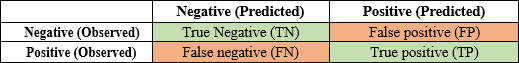 Negative (Predicted) Positive (Predicted)
Negative (Observed) True Negative (TN) False positive (FP)
Positive (Observed) False negative (FN) True positive (TP)